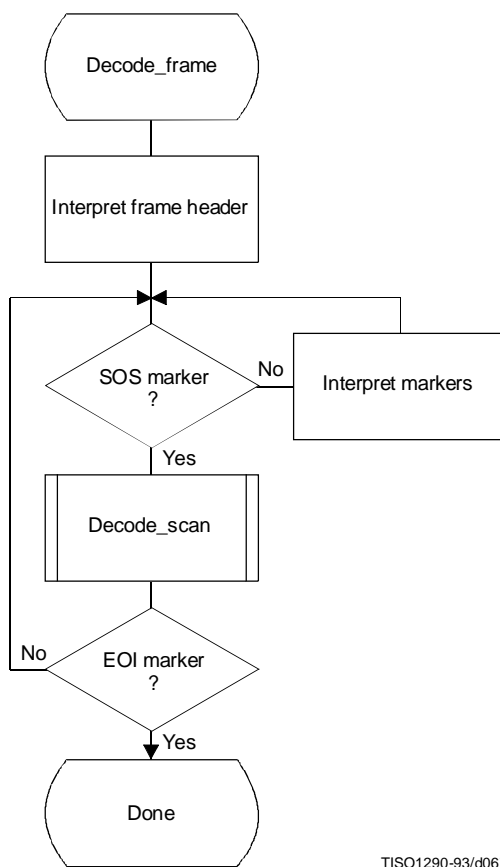 Decode_frame
Interpret frame header
SOS marker
?
No
Interpret markers
Yes
Decode_scan
No
EOI marker
?
Yes
Done
TISO1290-93/d06